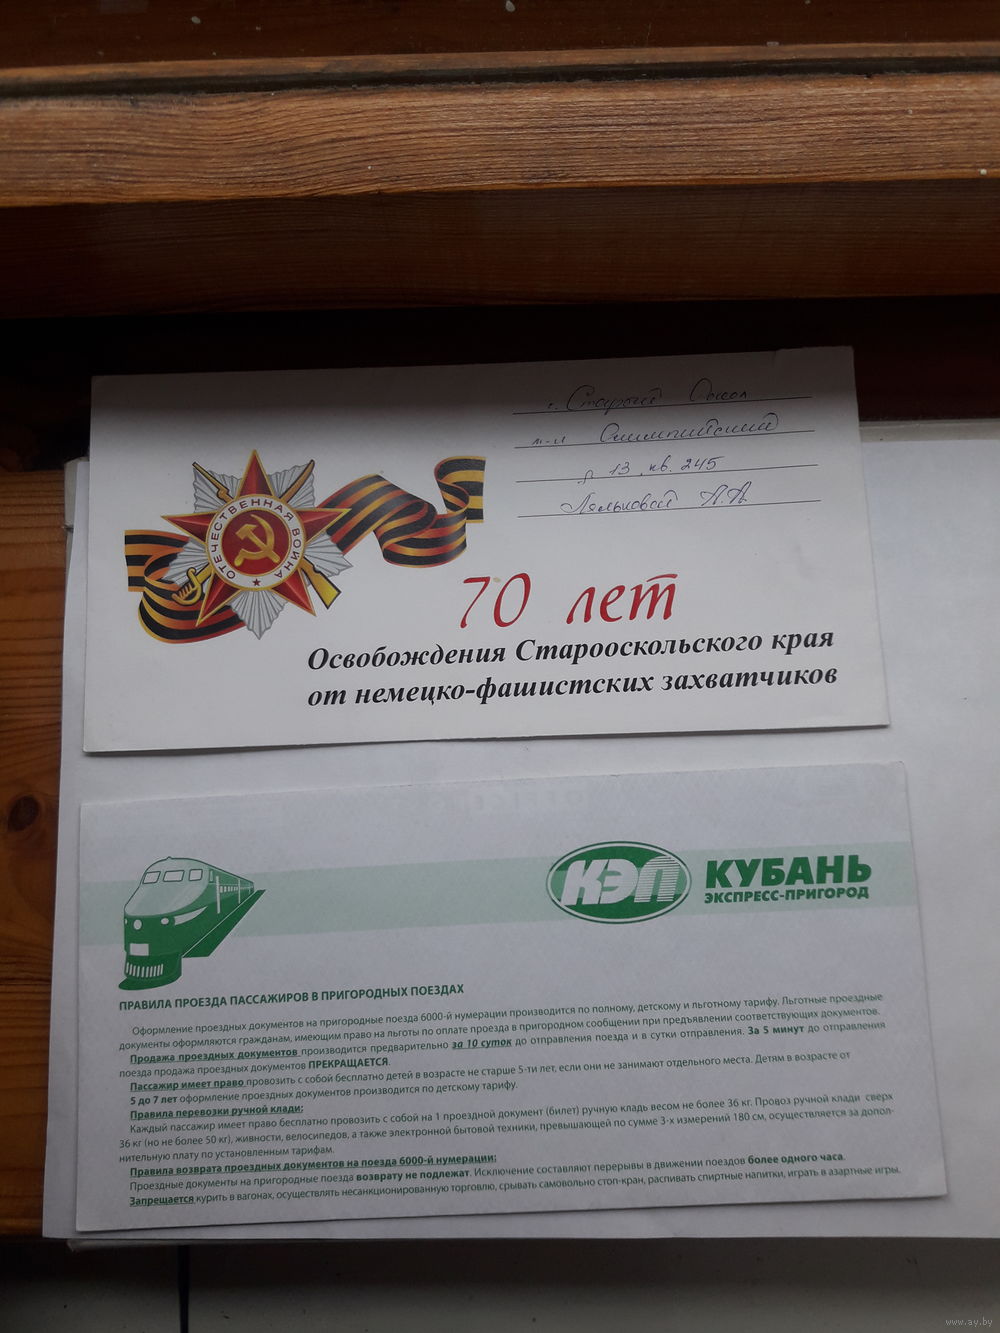 г. Старый Оскол
м-н Олимпийский
д 13, кв. 245
Ляльковой А.А.
ОТЕЧЕСТВЕННАЯ ВОЙНА
70 лет
Освобождения Старооскольского края
от немецко-фашистских захватчиков
КЭП
КУБАНЬ
ЭКСПРЕСС-ПРИГОРОД
ПРАВИЛА ПРОЕЗДА ПАССАЖИРОВ В ПРИГОРОДНЫХ ПОЕЗДАХ
Оформление проездных документов на пригородные поезда 6000-й нумерации производится по полному, детскому и льготному тарифу. Льготные проездные
документы оформляются гражданам, имеющим право на льготы по оплате проезда в пригородном сообщении при предъявлении соответствующих документов.
Продажа проездных документов производится предварительно за 10 суток до отправления поезда и в сутки отправления. За 5 минут до отправления
поезда продажа проездных документов ПРЕКРАЩАЕТСЯ.
Пассажир имеет право провозить с собой бесплатно детей в возрасте не старше 5-ти лет, если они не занимают отдельного места. Детям в возрасте от
5 до 7 лет оформление проездных документов производится по детскому тарифу.
Правила перевозки ручной клади:
Каждый пассажир имеет право бесплатно провозить с собой на 1 проездной документ (билет) ручную кладь весом не более 36 кг. Провоз ручной клади сверх
36 кг (но не более 50 кг), живности, велосипедов, а также электронной бытовой техники, превышающей по сумме 3-х измерений 180 см, осуществляется за допол-
нительную плату по установленным тарифам.
Правила возврата проездных документов на поезда 6000-й нумерации:
Проездные документы на пригородные поезда возврату не подлежат. Исключение составляют перерывы в движении поездов более одного часа.
Запрещается курить в вагонах, осуществлять несанкционированную торговлю, срывать самовольно стоп-кран, распивать спиртные напитки, играть в азартные игры.
www.ay.by